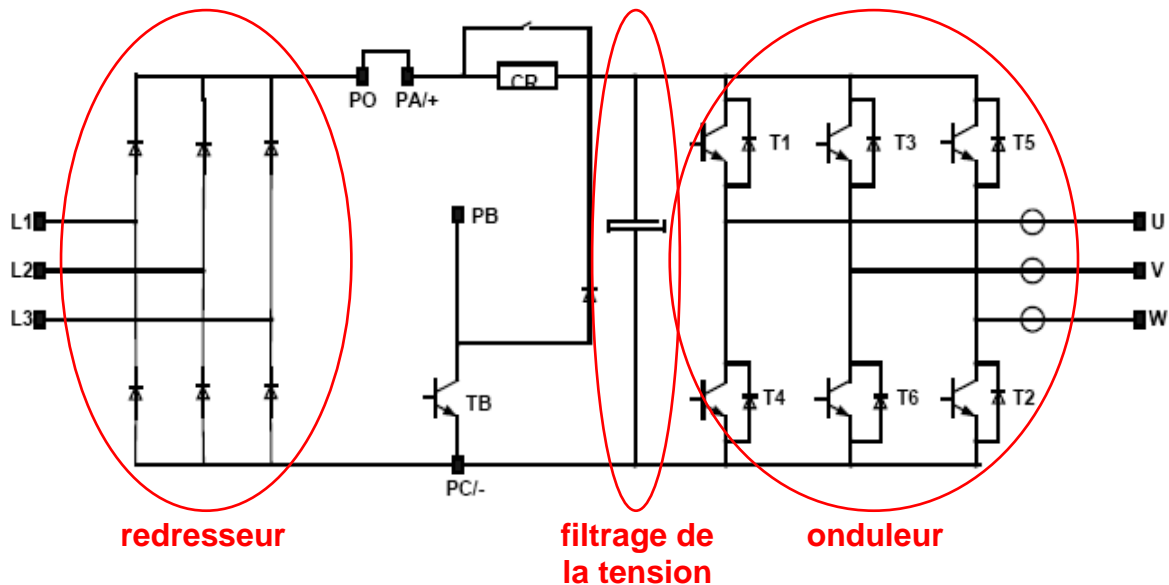 CR
PO PA/+
T1 T3 T5
L1 PB U
L2 V
L3 W
TB T4 T6 T2
PC/-
redresseur filtrage de onduleur
la tension